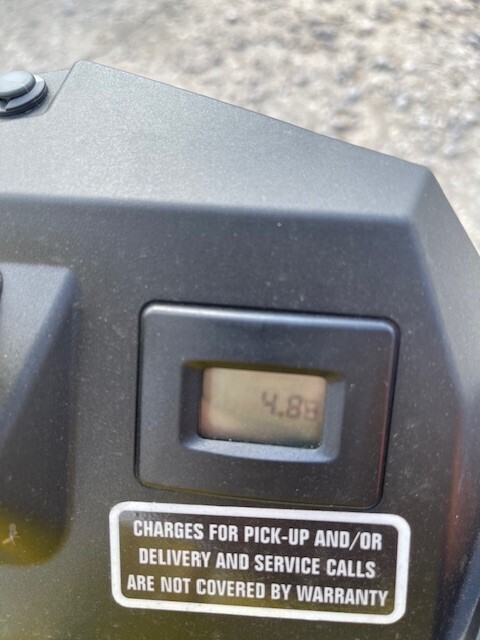 4.8
CHARGES FOR PICK-UP AND/OR
DELIVERY AND SERVICE CALLS
ARE NOT COVERED BY WARRANTY